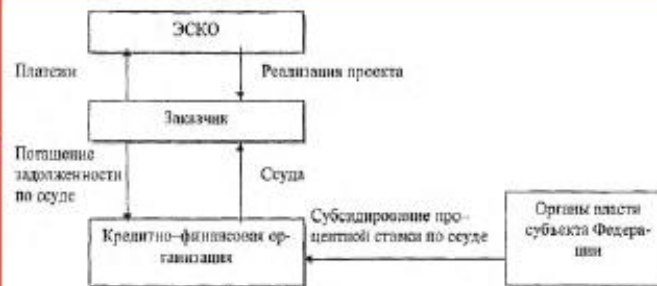 ЭСКО
Платежи
Реализация проекта
Заказчик
Погашение
задолженности
по ссуде
Ссуда
Субсидирование про-
центной ставки по ссуде
Органы власти
субъекта Федера-
ции
Кредитно–финансовая ор-
ганизация